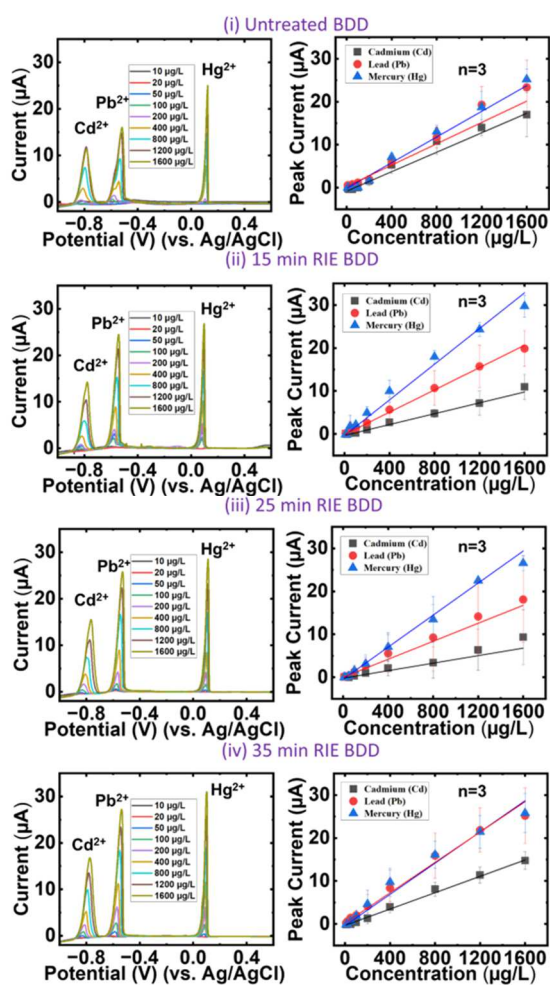 (i) Untreated BDD
Current (µA)
30
20
10
0
Cd²⁺
Pb²⁺
Hg²⁺
10 µg/L
20 µg/L
50 µg/L
100 µg/L
200 µg/L
400 µg/L
800 µg/L
1200 µg/L
1600 µg/L
−0.8 −0.4 0.0 0.4
Potential (V) (vs. Ag/AgCl)
Peak Current (µA)
30
20
10
0
Cadmium (Cd)
Lead (Pb)
Mercury (Hg)
n=3
0 400 800 1200 1600
Concentration (µg/L)
(ii) 15 min RIE BDD
Current (µA)
30
20
10
0
Cd²⁺
Pb²⁺
Hg²⁺
10 µg/L
20 µg/L
50 µg/L
100 µg/L
200 µg/L
400 µg/L
800 µg/L
1200 µg/L
1600 µg/L
−0.8 −0.4 0.0 0.4
Potential (V) (vs. Ag/AgCl)
Peak Current (µA)
30
20
10
0
Cadmium (Cd)
Lead (Pb)
Mercury (Hg)
n=3
0 400 800 1200 1600
Concentration (µg/L)
(iii) 25 min RIE BDD
Current (µA)
30
20
10
0
Cd²⁺
Pb²⁺
Hg²⁺
10 µg/L
20 µg/L
50 µg/L
100 µg/L
200 µg/L
400 µg/L
800 µg/L
1200 µg/L
1600 µg/L
−0.8 −0.4 0.0 0.4
Potential (V) (vs. Ag/AgCl)
Peak Current (µA)
30
20
10
0
Cadmium (Cd)
Lead (Pb)
Mercury (Hg)
n=3
0 400 800 1200 1600
Concentration (µg/L)
(iv) 35 min RIE BDD
Current (µA)
30
20
10
0
Cd²⁺
Pb²⁺
Hg²⁺
10 µg/L
20 µg/L
50 µg/L
100 µg/L
200 µg/L
400 µg/L
800 µg/L
1200 µg/L
1600 µg/L
−0.8 −0.4 0.0 0.4
Potential (V) (vs. Ag/AgCl)
Peak Current (µA)
30
20
10
0
Cadmium (Cd)
Lead (Pb)
Mercury (Hg)
n=3
0 400 800 1200 1600
Concentration (µg/L)